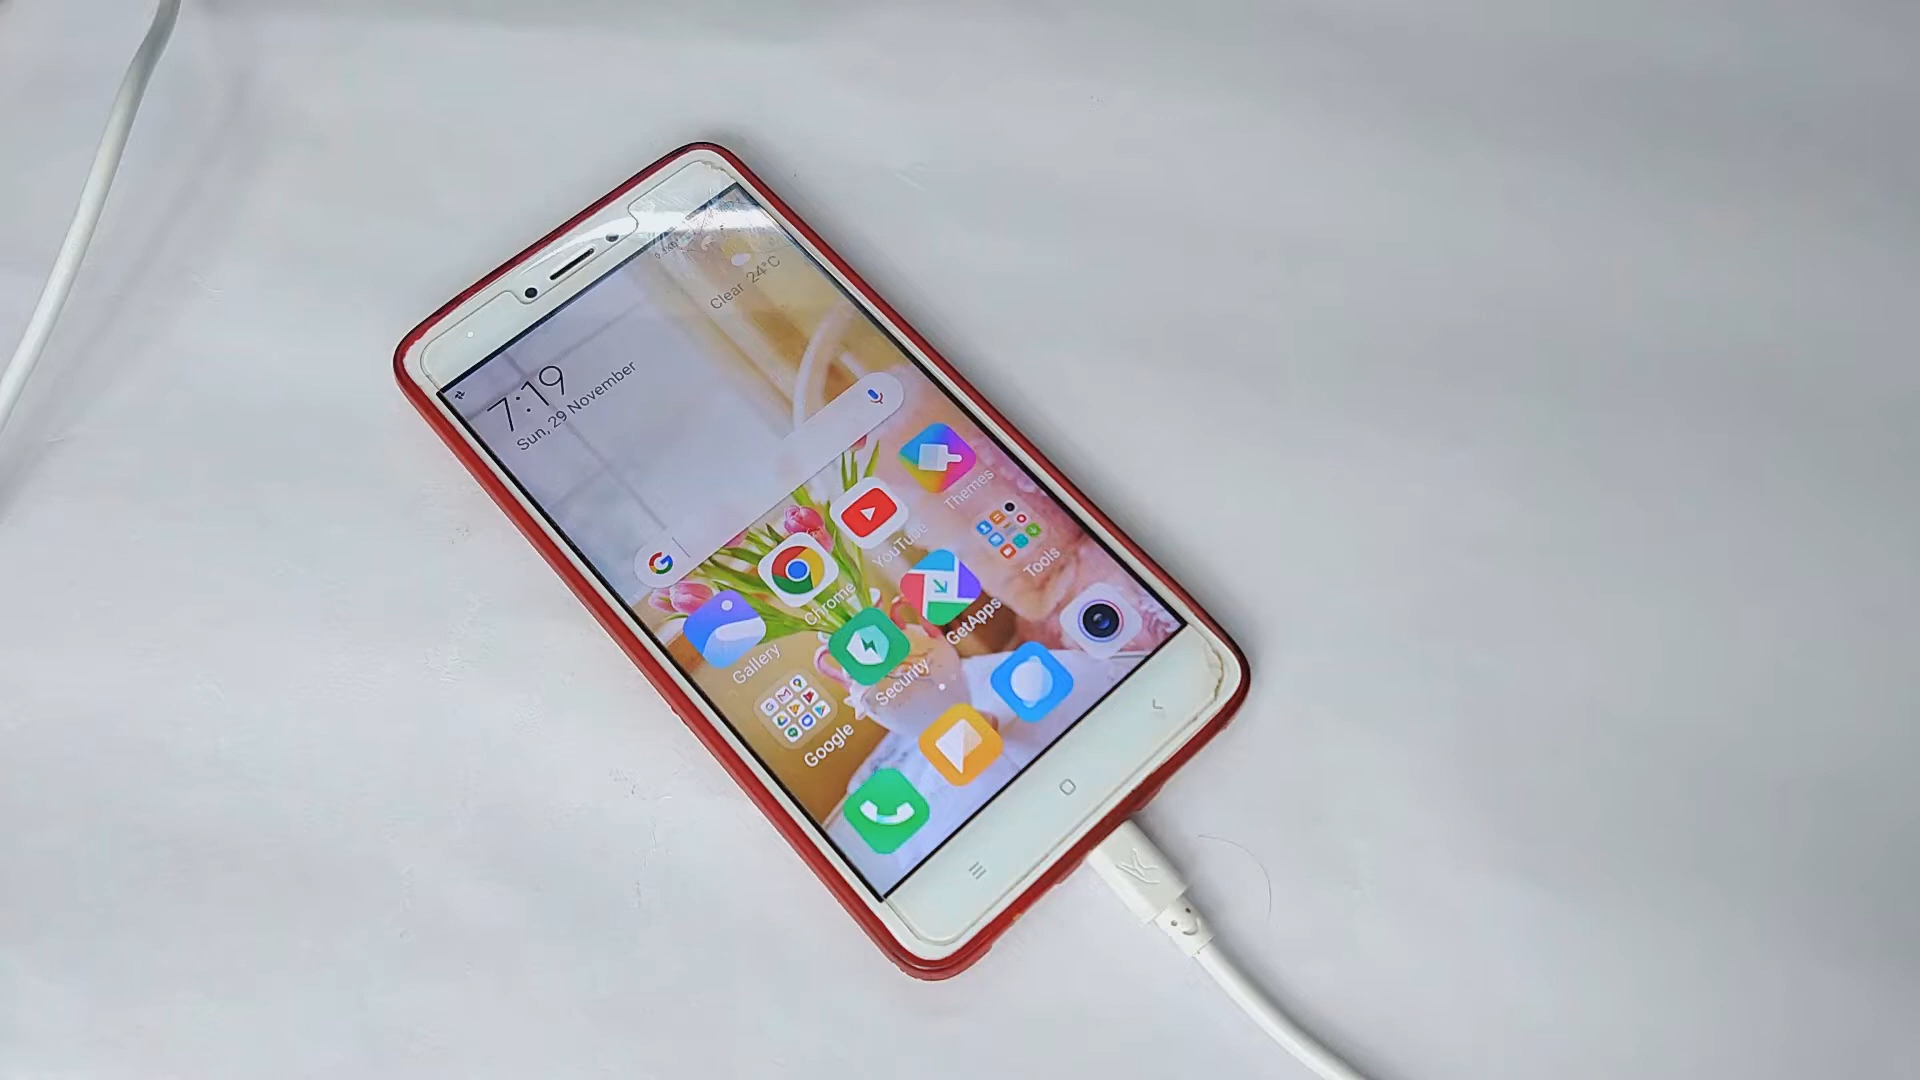 Clear 24°C
7:19
Sun, 29 November
Themes
YouTube
Chrome
Gallery
Tools
GetApps
Security
Google